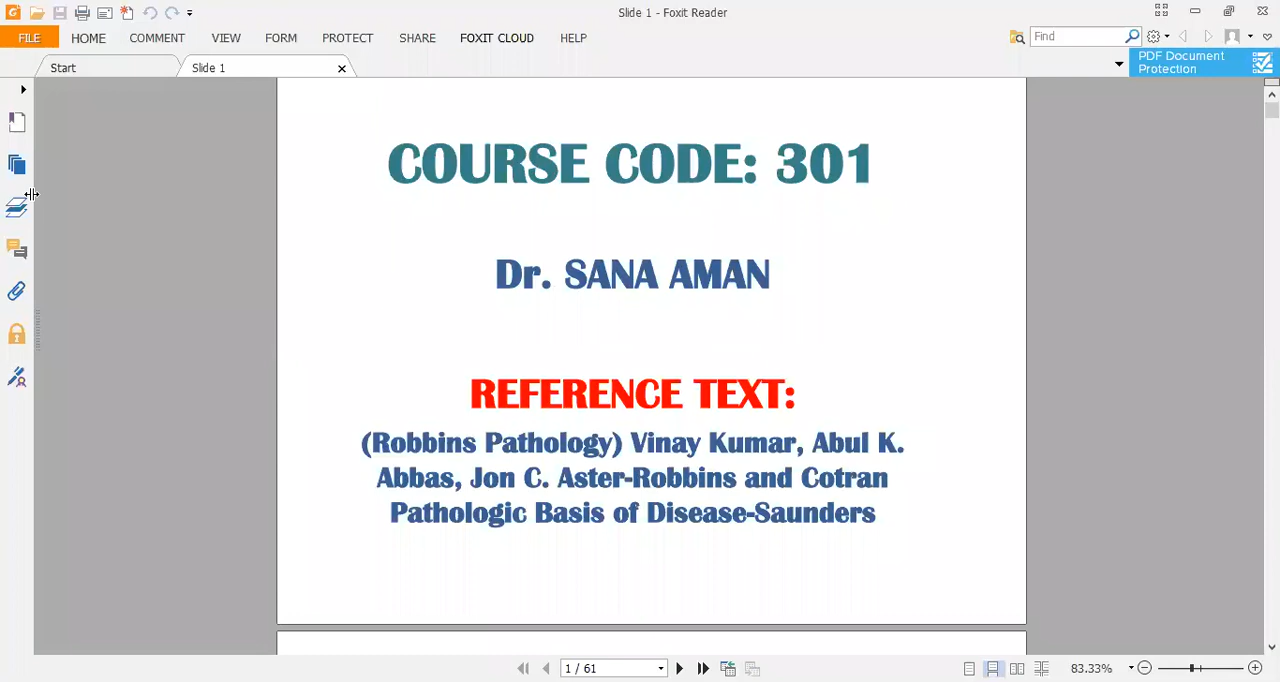 Slide 1 - Foxit Reader
FILE HOME COMMENT VIEW FORM PROTECT SHARE FOXIT CLOUD HELP Find
Start Slide 1
PDF Document
Protection
COURSE CODE: 301
Dr. SANA AMAN
REFERENCE TEXT:
(Robbins Pathology) Vinay Kumar, Abul K.
Abbas, Jon C. Aster-Robbins and Cotran
Pathologic Basis of Disease-Saunders
1 / 61 83.33%